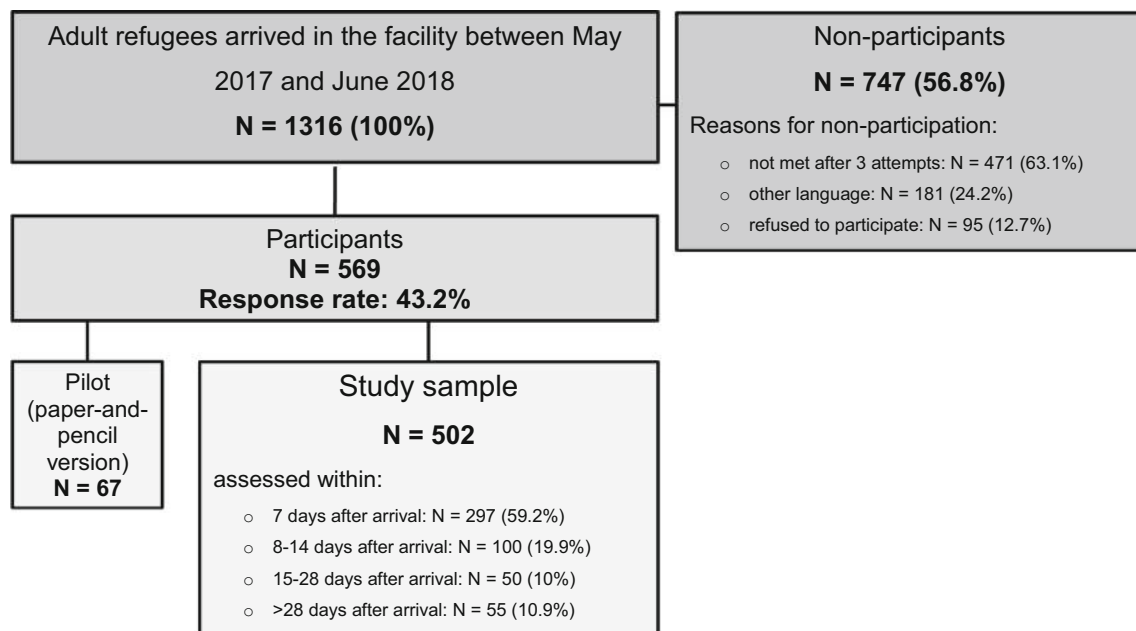 Adult refugees arrived in the facility between May
2017 and June 2018
N = 1316 (100%)
Non-participants
N = 747 (56.8%)
Reasons for non-participation:
o not met after 3 attempts: N = 471 (63.1%)
o other language: N = 181 (24.2%)
o refused to participate: N = 95 (12.7%)
Participants
N = 569
Response rate: 43.2%
Pilot
(paper-and-
pencil
version)
N = 67
Study sample
N = 502
assessed within:
o 7 days after arrival: N = 297 (59.2%)
o 8-14 days after arrival: N = 100 (19.9%)
o 15-28 days after arrival: N = 50 (10%)
o >28 days after arrival: N = 55 (10.9%)